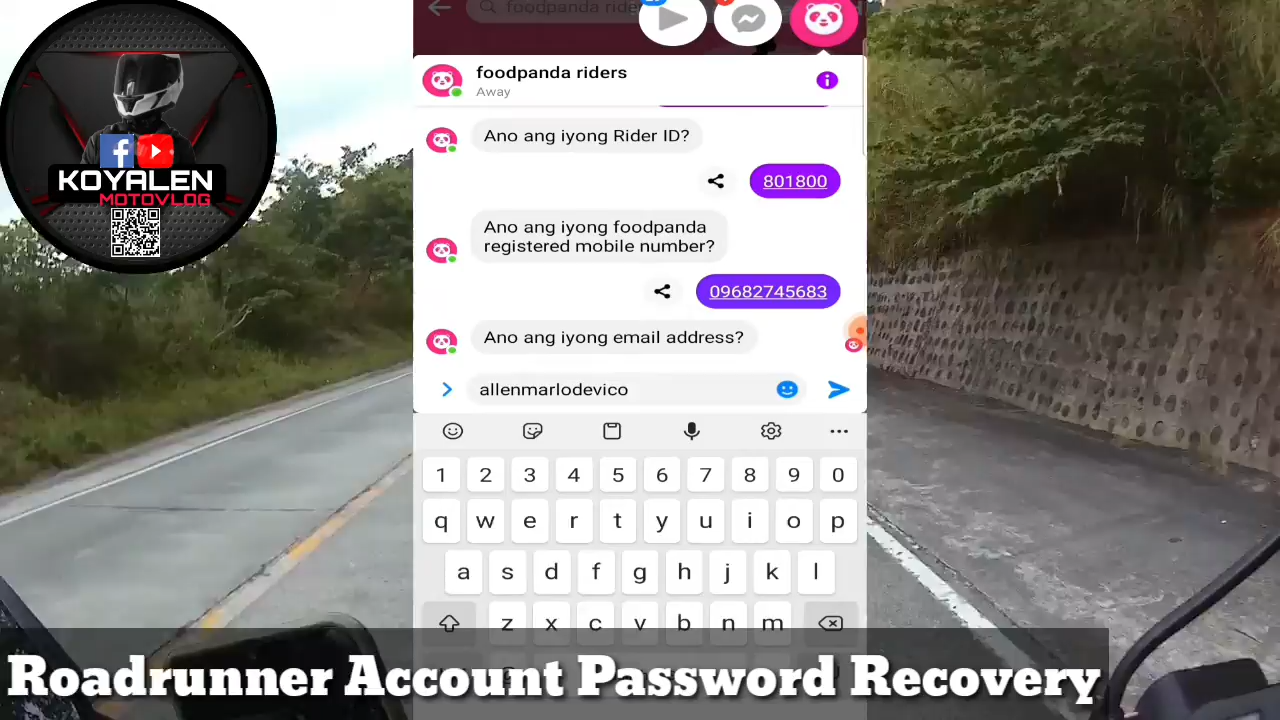 KOYALEN
MOTOVLOG
foodpanda ride
foodpanda riders
Away
Ano ang iyong Rider ID?
801800
Ano ang iyong foodpanda
registered mobile number?
09682745683
Ano ang iyong email address?
allenmarlodevico
1 2 3 4 5 6 7 8 9 0
q w e r t y u i o p
a s d f g h j k l
z x c v b n m
Roadrunner Account Password Recovery